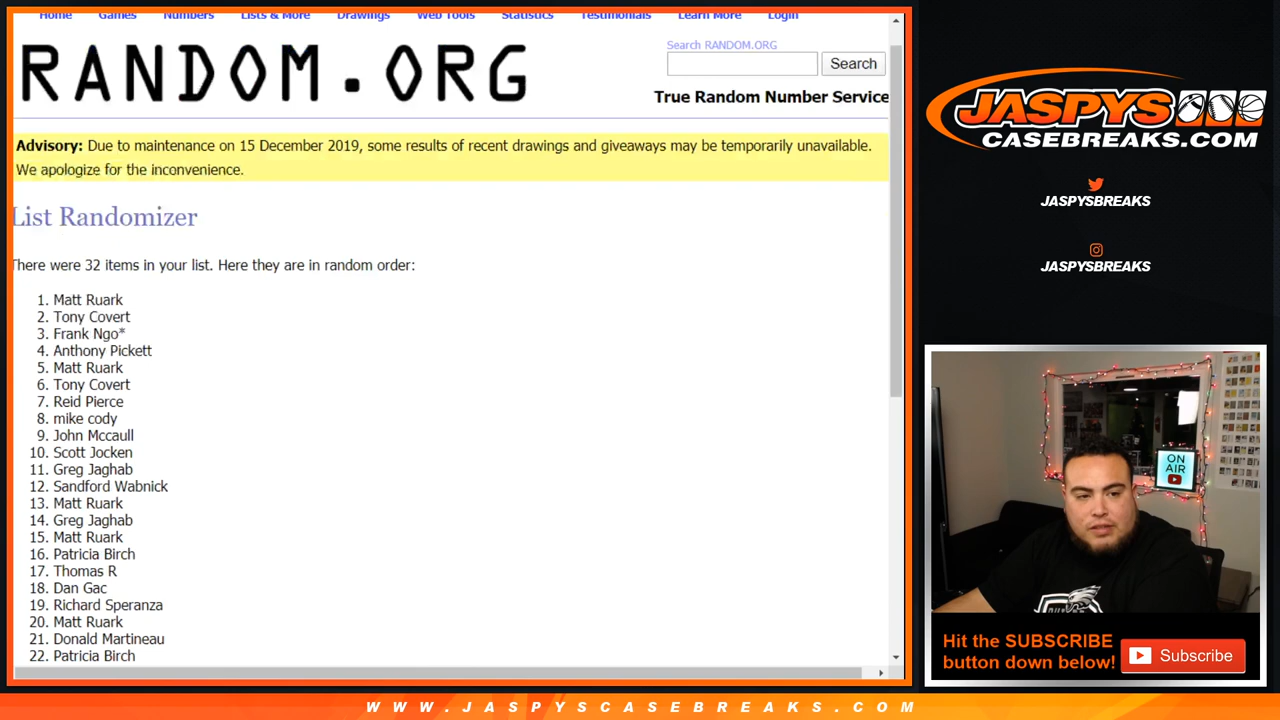 Home Games Numbers Lists & More Drawings Web Tools Statistics Testimonials Learn More Login
RANDOM.ORG
Search RANDOM.ORG
Search
True Random Number Service
Advisory: Due to maintenance on 15 December 2019, some results of recent drawings and giveaways may be temporarily unavailable.
We apologize for the inconvenience.
List Randomizer
There were 32 items in your list. Here they are in random order:
1. Matt Ruark
2. Tony Covert
3. Frank Ngo*
4. Anthony Pickett
5. Matt Ruark
6. Tony Covert
7. Reid Pierce
8. mike cody
9. John Mccaull
10. Scott Jocken
11. Greg Jaghab
12. Sandford Wabnick
13. Matt Ruark
14. Greg Jaghab
15. Matt Ruark
16. Patricia Birch
17. Thomas R
18. Dan Gac
19. Richard Speranza
20. Matt Ruark
21. Donald Martineau
22. Patricia Birch
JASPYS
CASEBREAKS.COM
JASPYSBREAKS
JASPYSBREAKS
ON
AIR
Hit the SUBSCRIBE
button down below!
Subscribe
WWW.JASPYSCASEBREAKS.COM